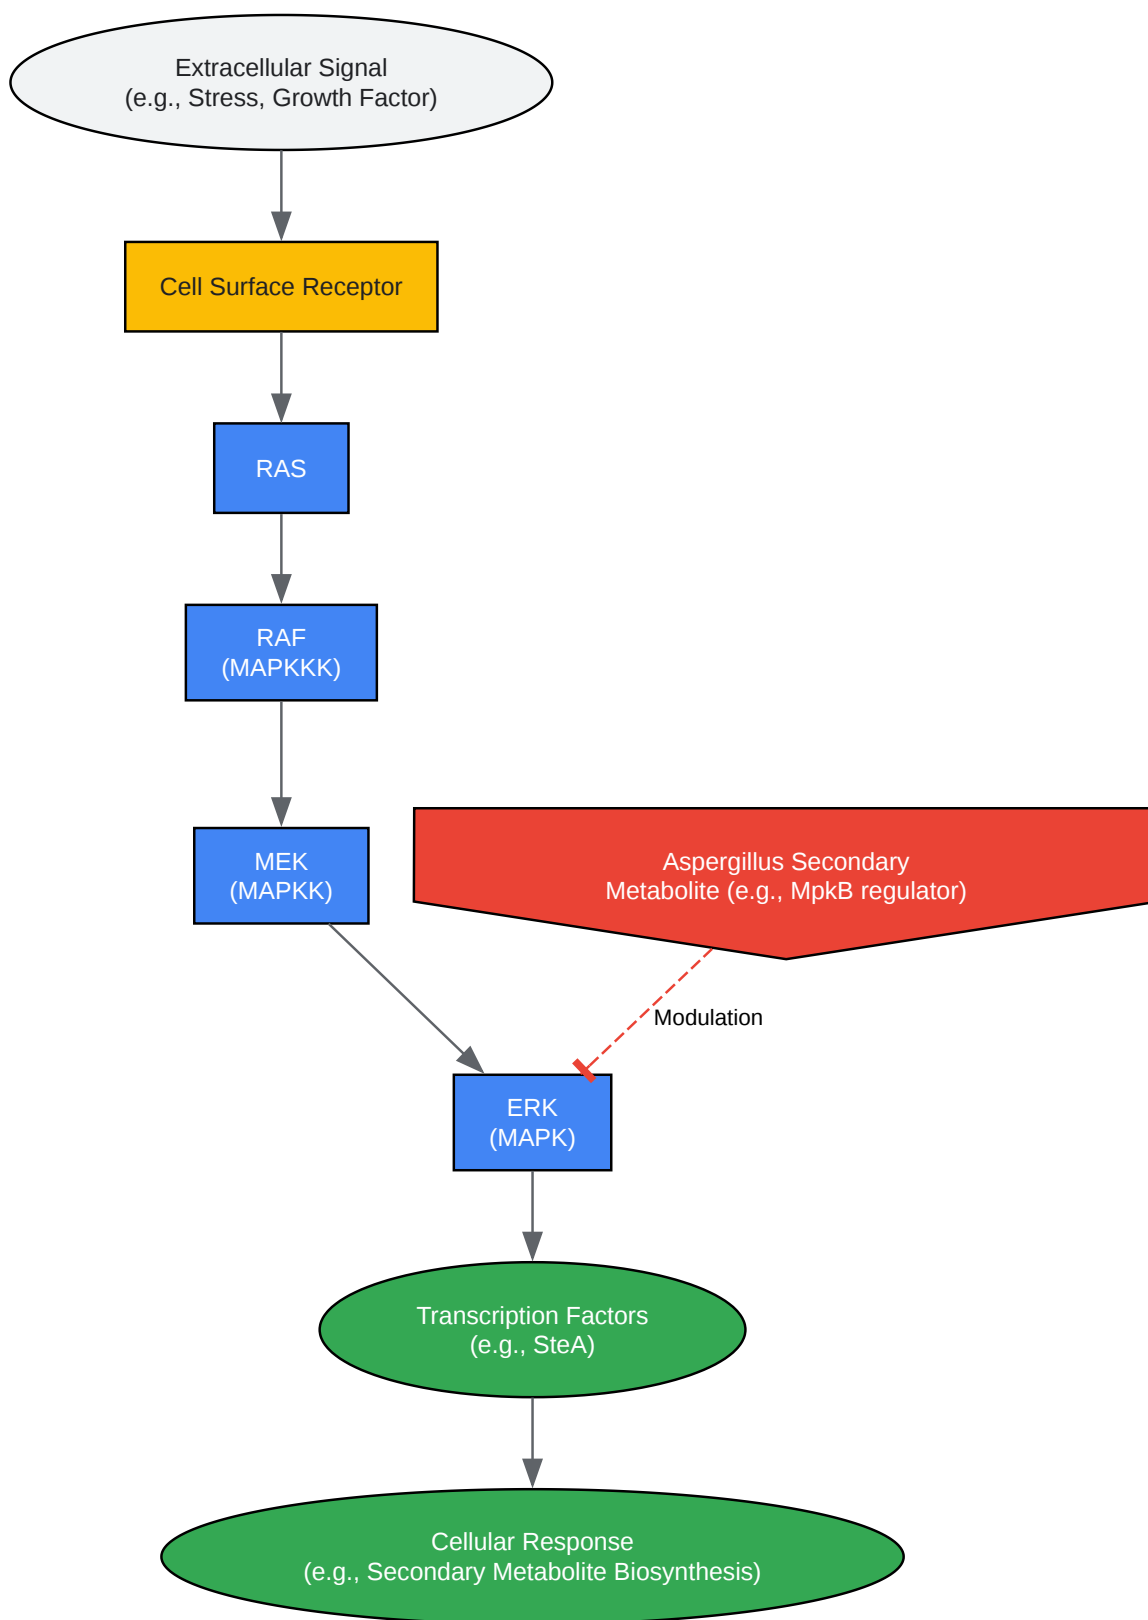 Extracellular Signal
(e.g., Stress, Growth Factor)
Cell Surface Receptor
RAS
RAF
(MAPKKK)
MEK
(MAPKK)
Aspergillus Secondary
Metabolite (e.g., MpkB regulator)
Modulation
ERK
(MAPK)
Transcription Factors
(e.g., SteA)
Cellular Response
(e.g., Secondary Metabolite Biosynthesis)